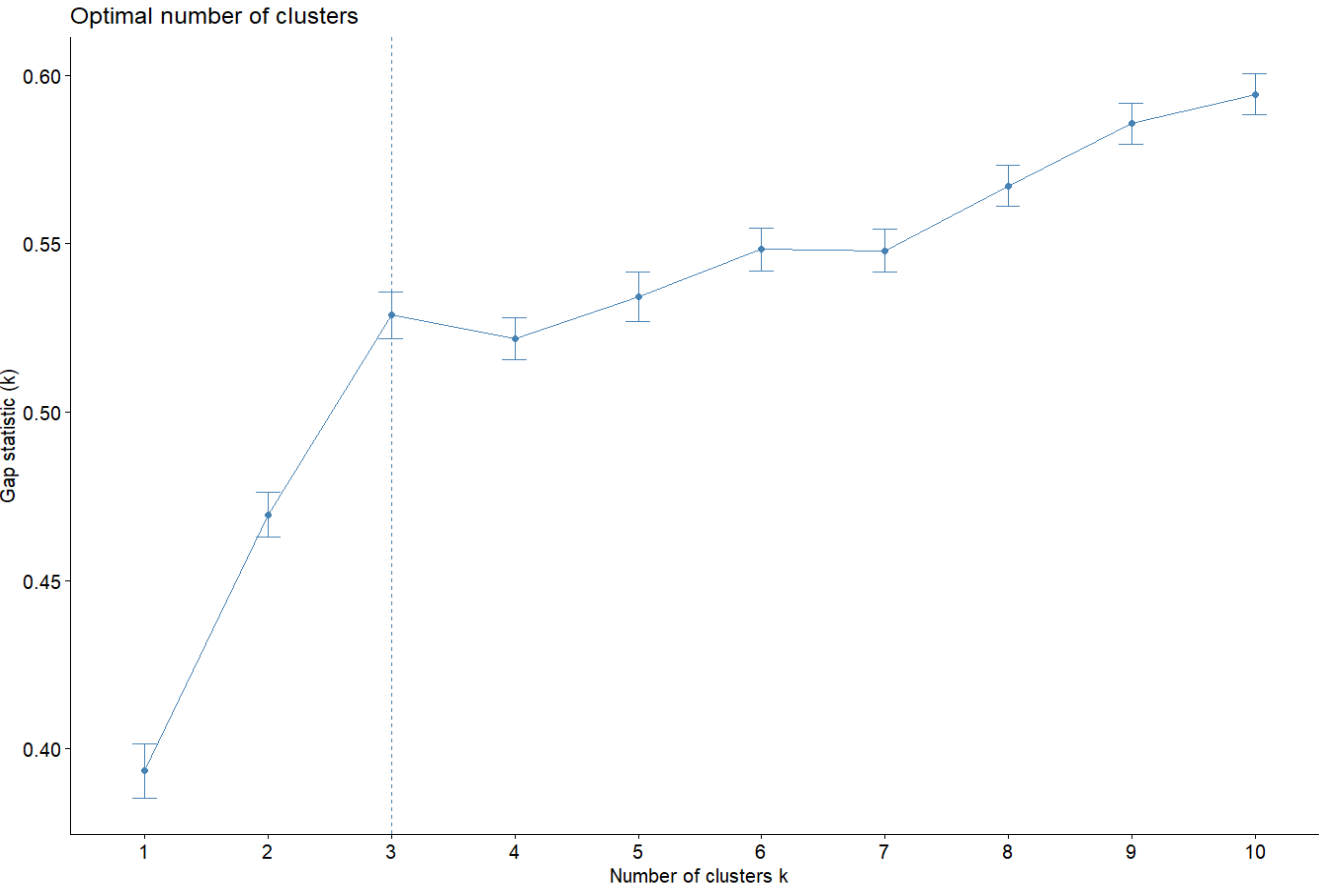 Optimal number of clusters
Gap statistic (k)
0.60
0.55
0.50
0.45
0.40
1 2 3 4 5 6 7 8 9 10
Number of clusters k